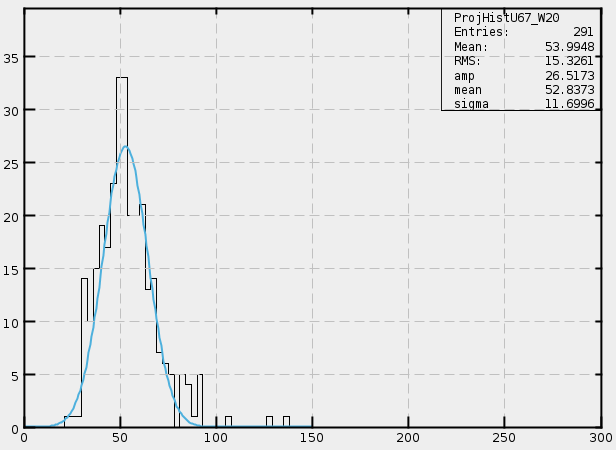 ProjHistU67_W20
Entries: 291
Mean: 53.9948
RMS: 15.3261
amp 26.5173
mean 52.8373
sigma 11.6996
35
30
25
20
15
10
5
0
0 50 100 150 200 250 300